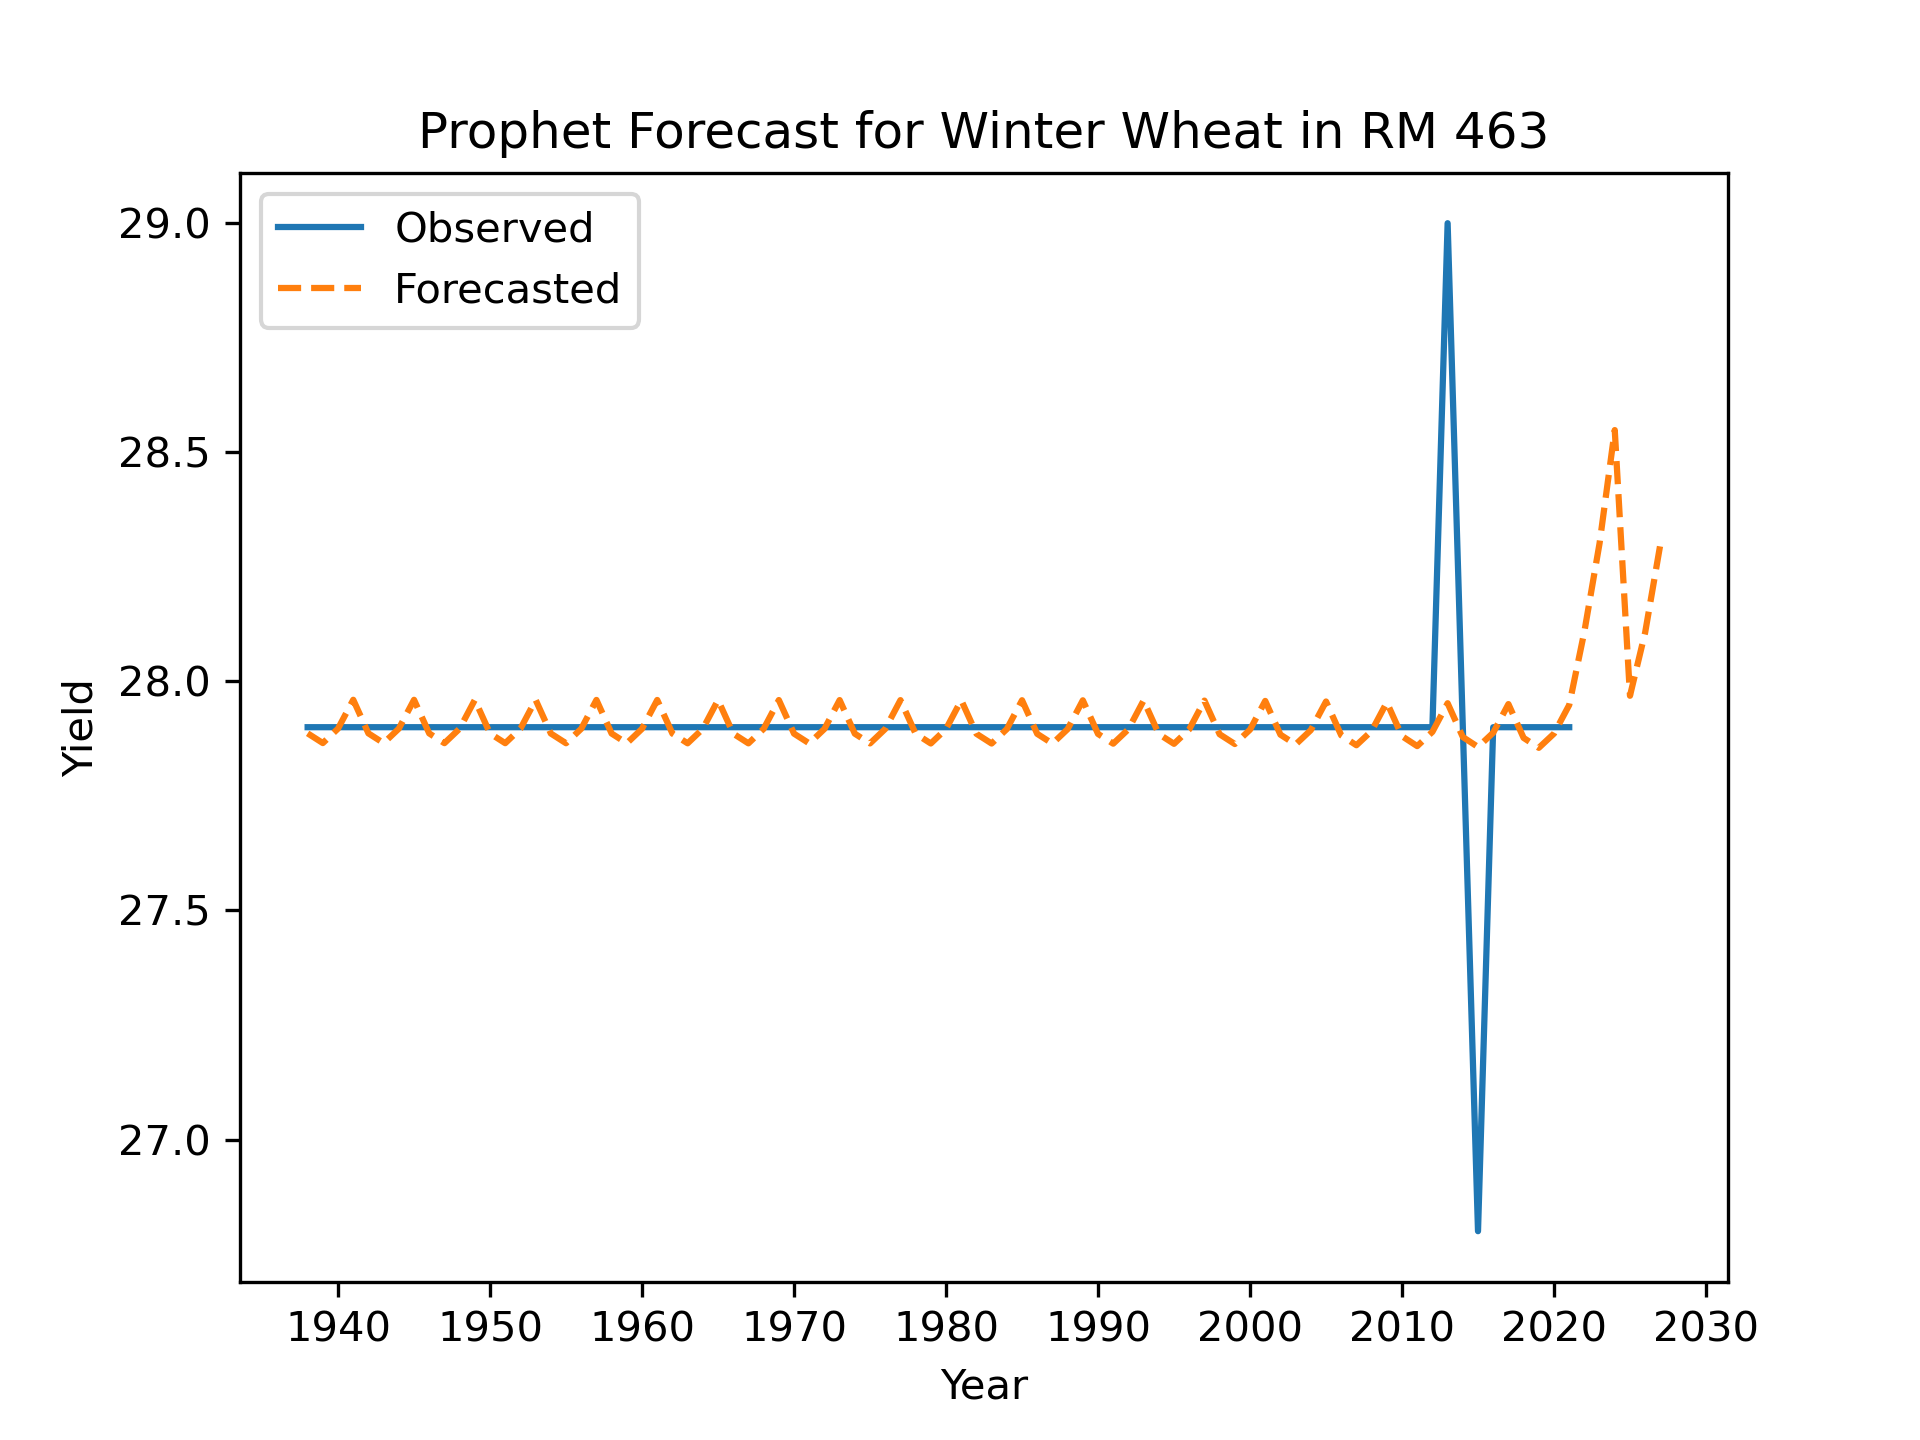 Prophet Forecast for Winter Wheat in RM 463
Observed
Forecasted
29.0
28.5
28.0
27.5
27.0
Yield
1940 1950 1960 1970 1980 1990 2000 2010 2020 2030
Year